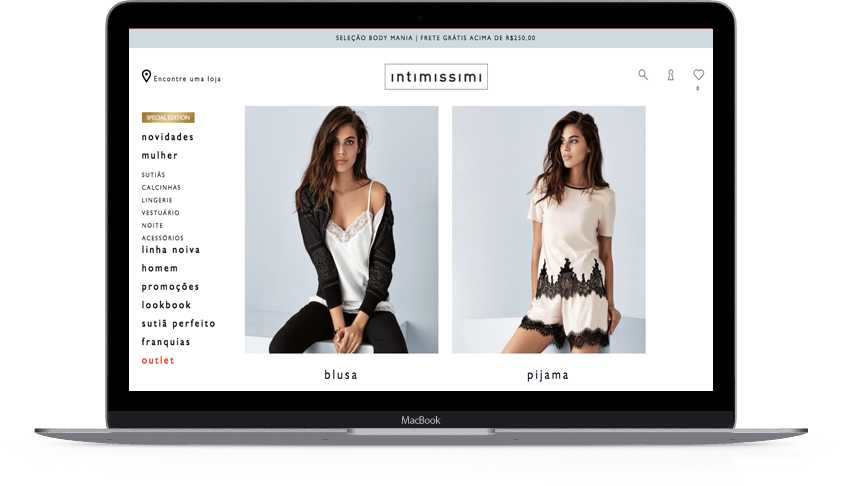 SELEÇÃO BODY MANIA | FRETE GRÁTIS ACIMA DE R$250,00
Encontre uma loja
ıntımıssımı
0
SPECIAL EDITION
novidades
mulher
SUTIÃS
CALCINHAS
LINGERIE
VESTUÁRIO
NOITE
ACESSÓRIOS
linha noiva
homem
promoções
lookbook
sutiã perfeito
franquias
outlet
blusa
pijama
MacBook